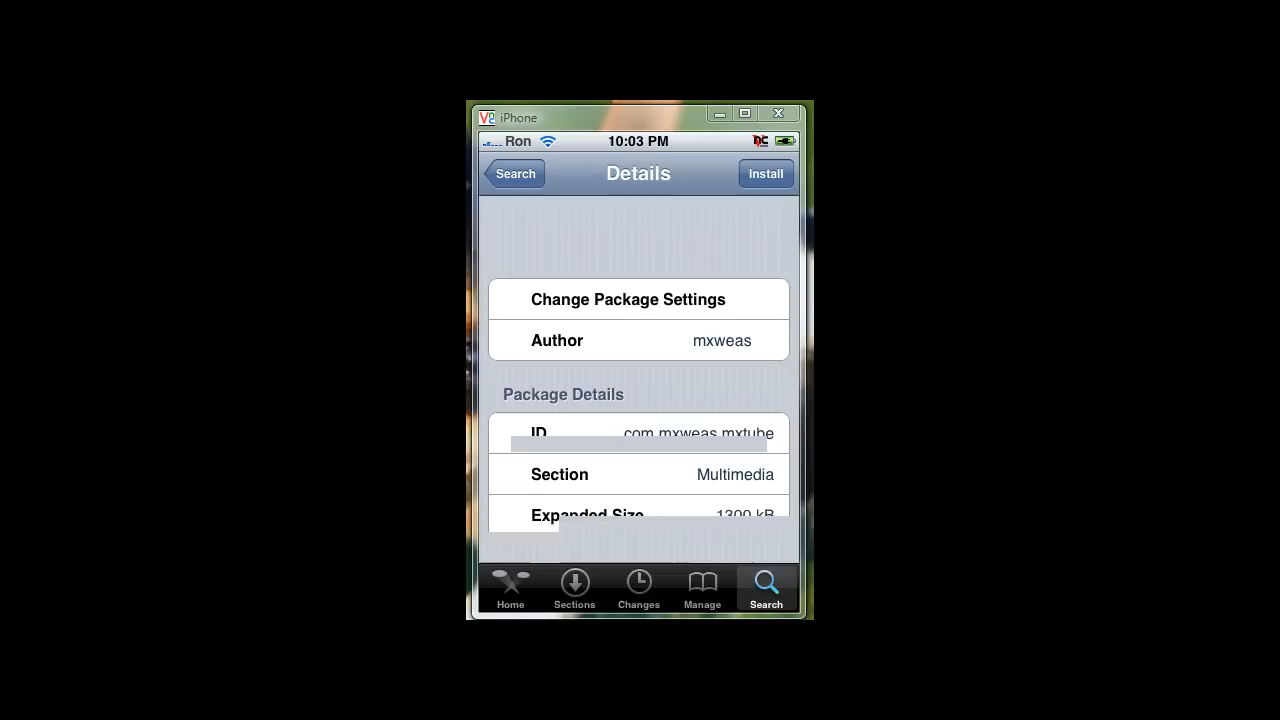 iPhone
Ron 10:03 PM
Search Details Install
Change Package Settings
Author mxweas
Package Details
ID com.mxweas.mxtube
Section Multimedia
Expanded Size 1300 kB
Home Sections Changes Manage Search